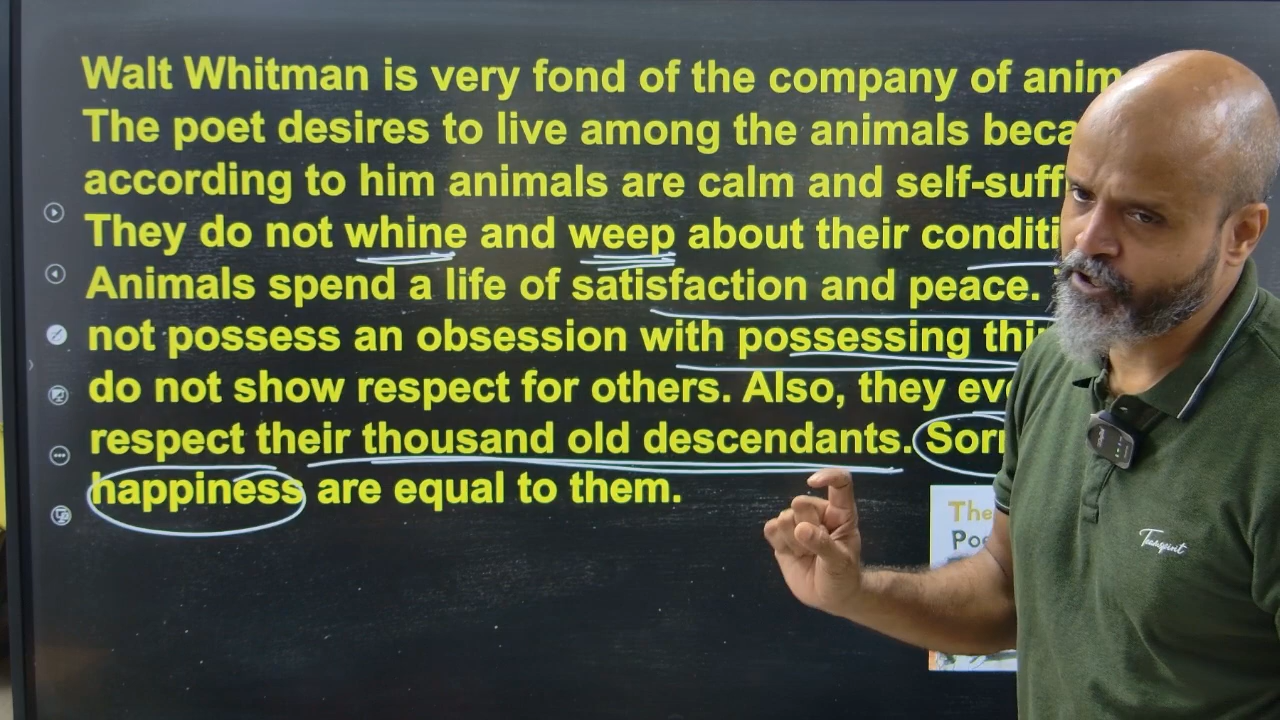 Walt Whitman is very fond of the company of anim
The poet desires to live among the animals beca
according to him animals are calm and self-suff
They do not whine and weep about their conditi
Animals spend a life of satisfaction and peace.
not possess an obsession with possessing thi
do not show respect for others. Also, they eve
respect their thousand old descendants. Sorr
happiness are equal to them.
The
Poe
Teamspirit